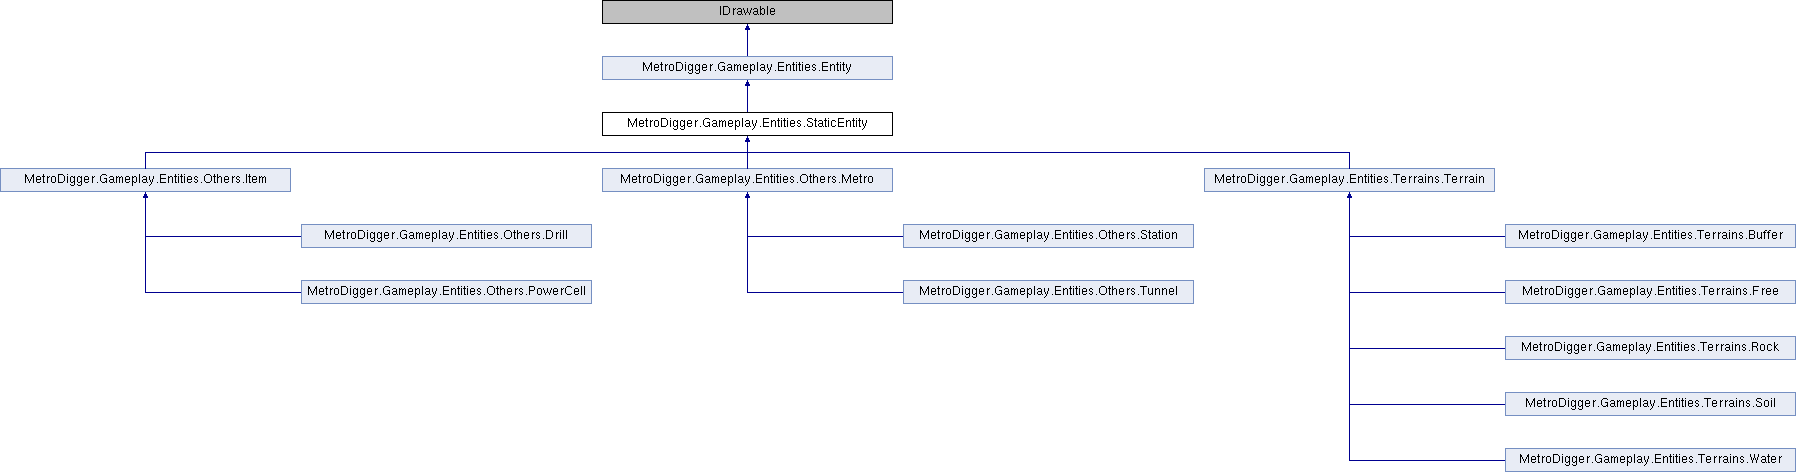 IDrawable
MetroDigger.Gameplay.Entities.Entity
MetroDigger.Gameplay.Entities.StaticEntity
MetroDigger.Gameplay.Entities.Others.Item
MetroDigger.Gameplay.Entities.Others.Metro
MetroDigger.Gameplay.Entities.Terrains.Terrain
MetroDigger.Gameplay.Entities.Others.Drill
MetroDigger.Gameplay.Entities.Others.Station
MetroDigger.Gameplay.Entities.Terrains.Buffer
MetroDigger.Gameplay.Entities.Others.PowerCell
MetroDigger.Gameplay.Entities.Others.Tunnel
MetroDigger.Gameplay.Entities.Terrains.Free
MetroDigger.Gameplay.Entities.Terrains.Rock
MetroDigger.Gameplay.Entities.Terrains.Soil
MetroDigger.Gameplay.Entities.Terrains.Water